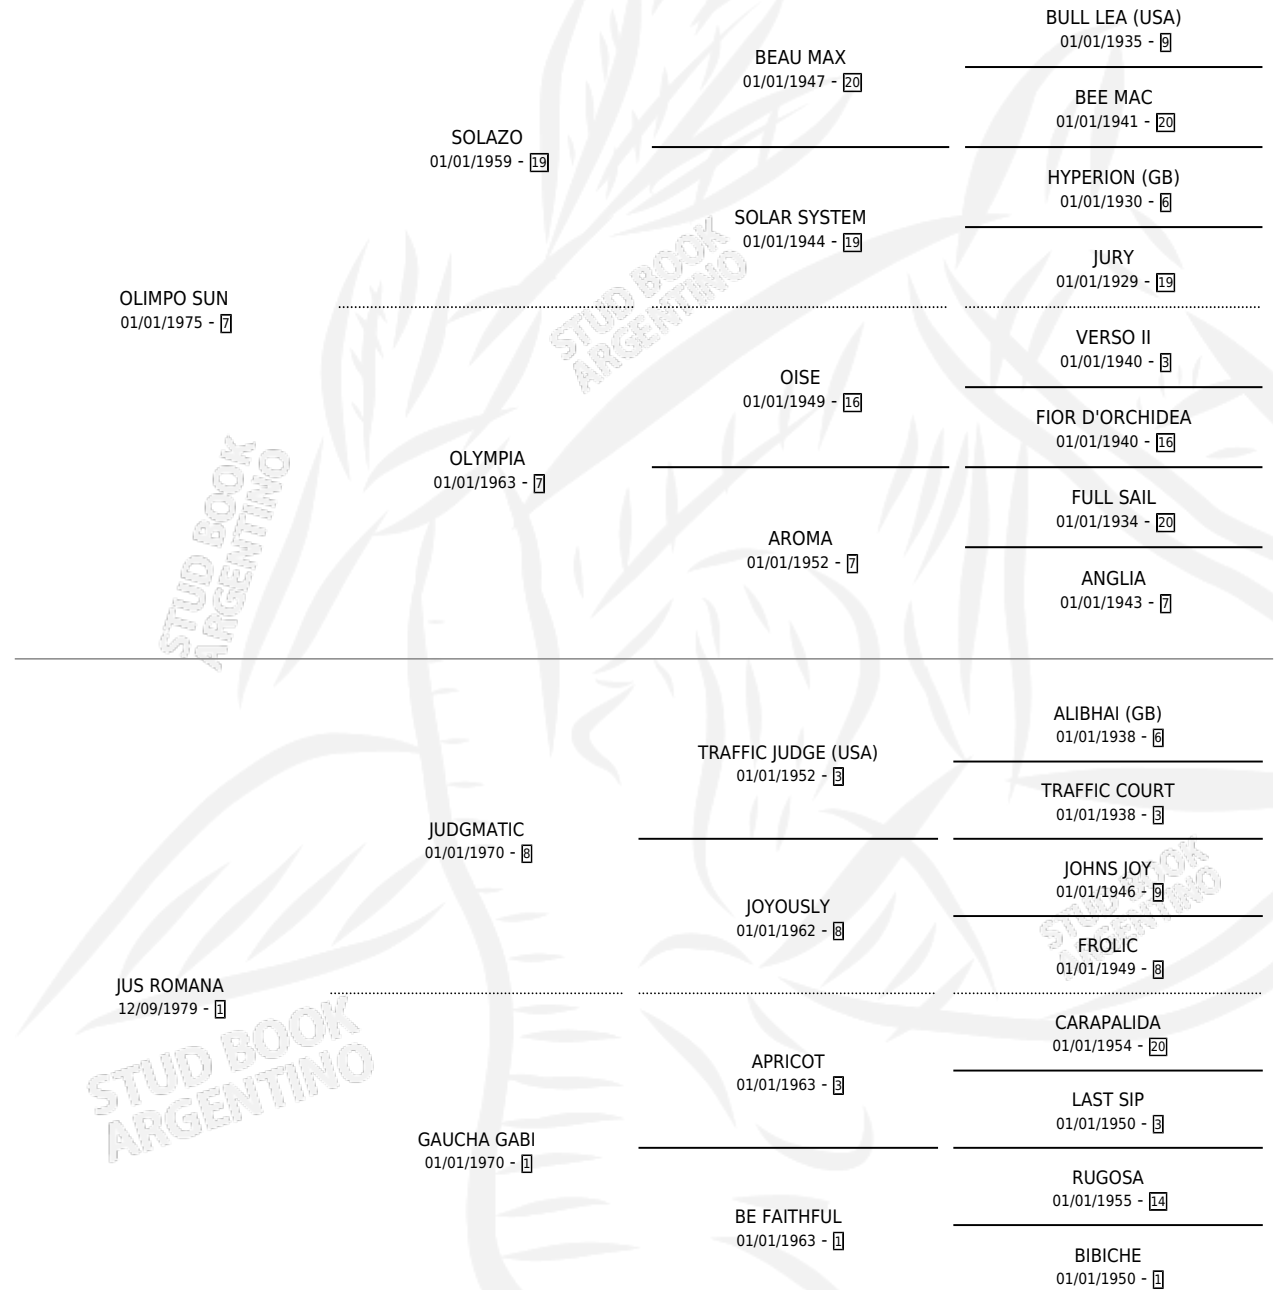 BULL LEA (USA)
01/01/1935 - 9
BEAU MAX
01/01/1947 - 20
BEE MAC
01/01/1941 - 20
SOLAZO
01/01/1959 - 19
HYPERION (GB)
01/01/1930 - 6
SOLAR SYSTEM
01/01/1944 - 19
JURY
01/01/1929 - 19
OLIMPO SUN
01/01/1975 - 7
STUD BOOK
ARGENTINO
VERSO II
01/01/1940 - 3
OISE
01/01/1949 - 16
FIOR D'ORCHIDEA
01/01/1940 - 16
OLYMPIA
01/01/1963 - 7
FULL SAIL
01/01/1934 - 20
AROMA
01/01/1952 - 7
ANGLIA
01/01/1943 - 7
STUD BOOK
ARGENTINO
ALIBHAI (GB)
01/01/1938 - 6
TRAFFIC JUDGE (USA)
01/01/1952 - 3
TRAFFIC COURT
01/01/1938 - 3
JUDGMATIC
01/01/1970 - 8
JOHNS JOY
01/01/1946 - 9
JOYOUSLY
01/01/1962 - 8
FROLIC
01/01/1949 - 8
STUD BOOK
ARGENTINO
JUS ROMANA
12/09/1979 - 1
CARAPALIDA
01/01/1954 - 20
APRICOT
01/01/1963 - 3
LAST SIP
01/01/1950 - 3
STUD BOOK
ARGENTINO
GAUCHA GABI
01/01/1970 - 1
RUGOSA
01/01/1955 - 14
BE FAITHFUL
01/01/1963 - 1
BIBICHE
01/01/1950 - 1